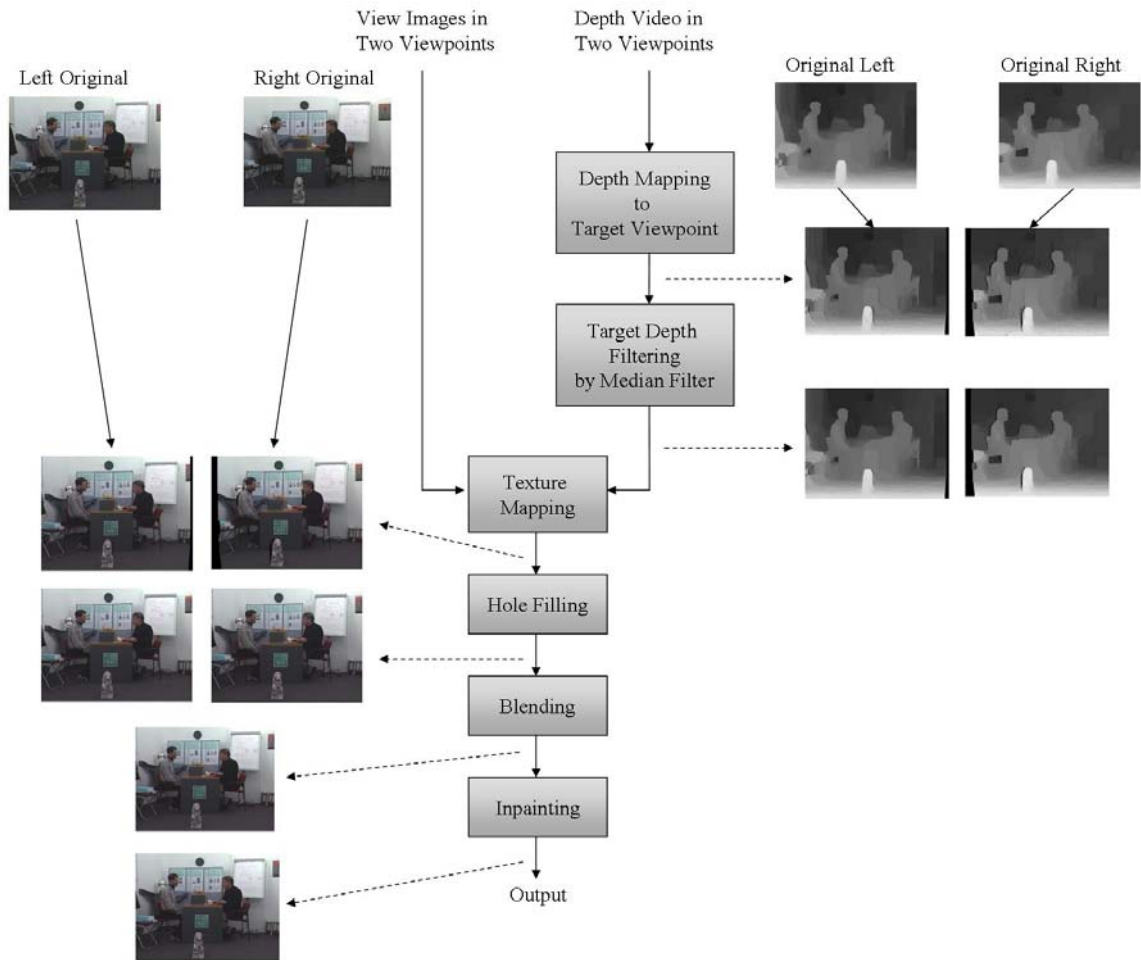 View Images in
Two Viewpoints
Depth Video in
Two Viewpoints
Left Original
Right Original
Original Left
Original Right
Depth Mapping
to
Target Viewpoint
Target Depth
Filtering
by Median Filter
Texture
Mapping
Hole Filling
Blending
Inpainting
Output